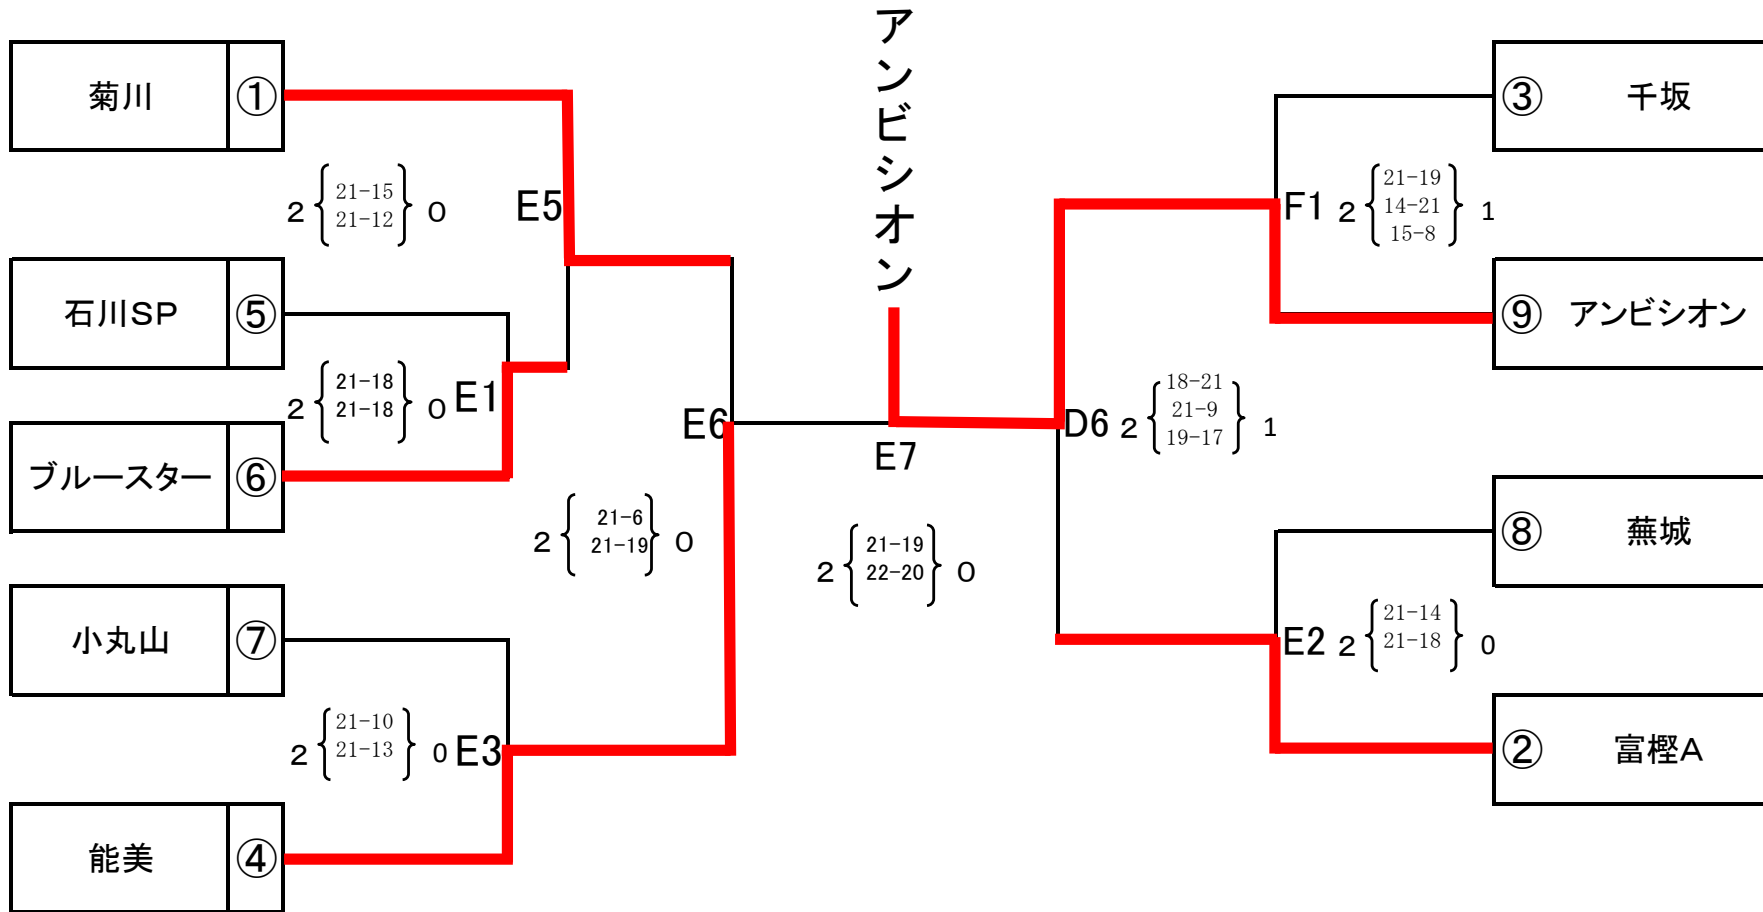 アンビシオン
菊川 ①
2 21-15 0
21-12
E5
石川SP ⑤
2 21-18 0
21-18
E1
ブルースター ⑥
E6
2 21-6 0
21-19
小丸山 ⑦
2 21-10 0
21-13
E3
能美 ④
E7
2 21-19 0
22-20
③ 千坂
F1
2 21-19 1
14-21
15-8
⑨ アンビシオン
D6
2 18-21 1
21-9
19-17
⑧ 蕪城
E2
2 21-14 0
21-18
② 富樫A